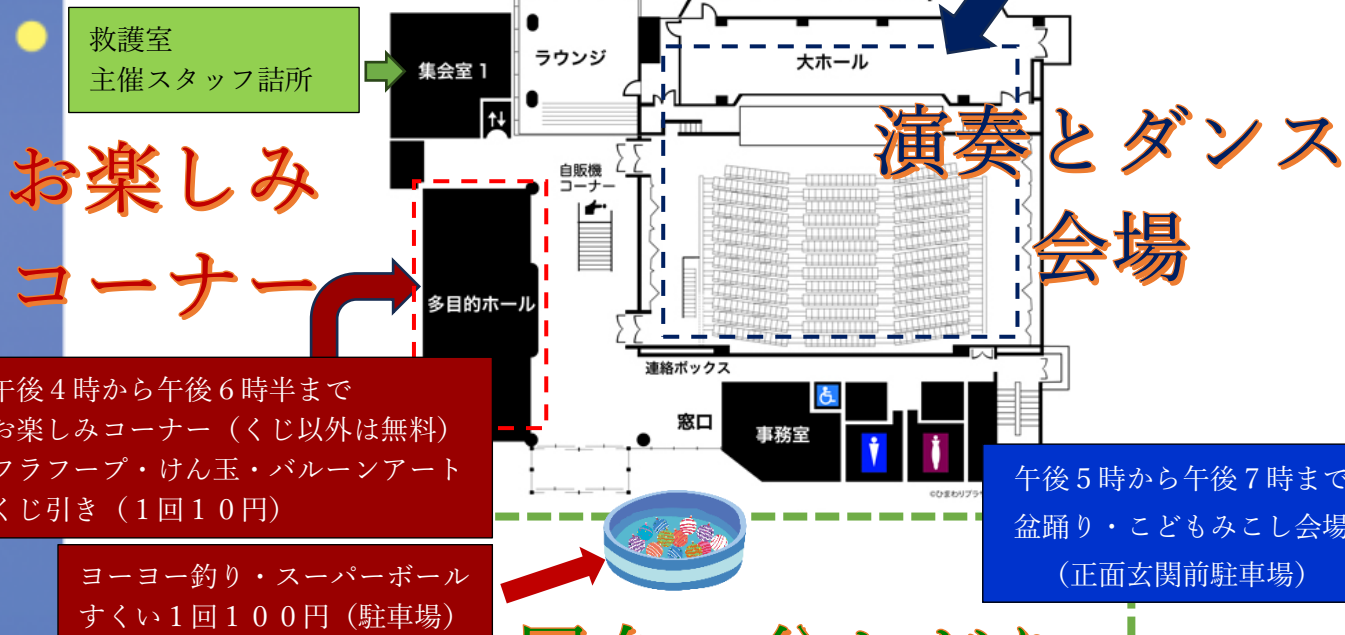 救護室
主催スタッフ詰所
集会室1
ラウンジ
大ホール
演奏とダンス
会場
お楽しみ
コーナー
自販機
コーナー
多目的ホール
連絡ボックス
窓口
事務室
午後４時から午後６時半まで
お楽しみコーナー（くじ以外は無料）
フラフープ・けん玉・バルーンアート
くじ引き（１回１０円）
午後５時から午後７時まで
盆踊り・こどもみこし会場
（正面玄関前駐車場）
ヨーヨー釣り・スーパーボール
すくい１回１００円（駐車場）
©ひまわりプラザ